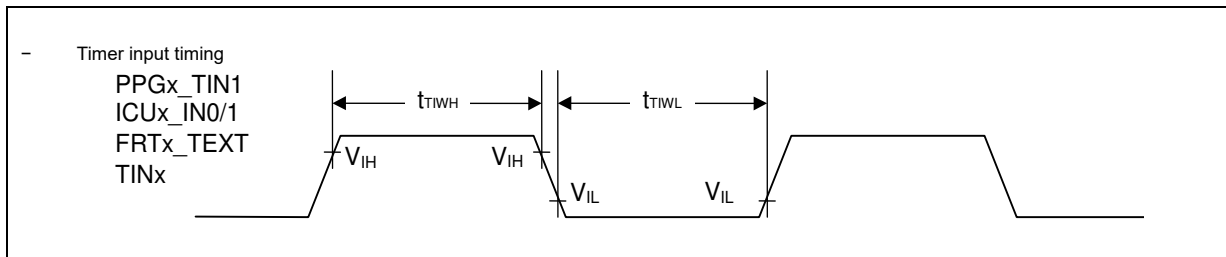 – Timer input timing
PPGx_TIN1
ICUx_IN0/1
FRTx_TEXT
TINx
tTIWH
tTIWL
VIH
VIH
VIL
VIL